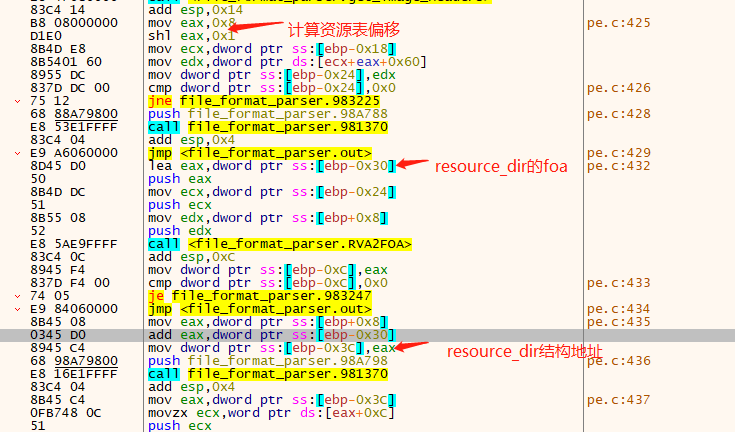 83C4 14 add esp,0x14
B8 08000000 mov eax,0x8 计算资源表偏移 pe.c:425
D1E0 shl eax,0x1
8B4D E8 mov ecx,dword ptr ss:[ebp-0x18]
8B5401 60 mov edx,dword ptr ds:[ecx+eax+0x60]
8955 DC mov dword ptr ss:[ebp-0x24],edx
837D DC 00 cmp dword ptr ss:[ebp-0x24],0x0 pe.c:426
75 12 jne file_format_parser.983225
68 88A79800 push file_format_parser.98A788 pe.c:428
E8 53E1FFFF call file_format_parser.981370
83C4 04 add esp,0x4
E9 A6060000 jmp <file_format_parser.out> pe.c:429
8D45 D0 lea eax,dword ptr ss:[ebp-0x30] resource_dir的foa pe.c:432
50 push eax
8B4D DC mov ecx,dword ptr ss:[ebp-0x24]
51 push ecx
8B55 08 mov edx,dword ptr ss:[ebp+0x8]
52 push edx
E8 5AE9FFFF call <file_format_parser.RVA2FOA>
83C4 0C add esp,0xC
8945 F4 mov dword ptr ss:[ebp-0xC],eax
837D F4 00 cmp dword ptr ss:[ebp-0xC],0x0 pe.c:433
74 05 je file_format_parser.983247
E9 84060000 jmp <file_format_parser.out> pe.c:434
8B45 08 mov eax,dword ptr ss:[ebp+0x8] pe.c:435
0345 D0 add eax,dword ptr ss:[ebp-0x30]
8945 C4 mov dword ptr ss:[ebp-0x3C],eax resource_dir结构地址
68 98A79800 push file_format_parser.98A798 pe.c:436
E8 16E1FFFF call file_format_parser.981370
83C4 04 add esp,0x4
8B45 C4 mov eax,dword ptr ss:[ebp-0x3C] pe.c:437
0FB748 0C movzx ecx,word ptr ds:[eax+0xC]
51 push ecx